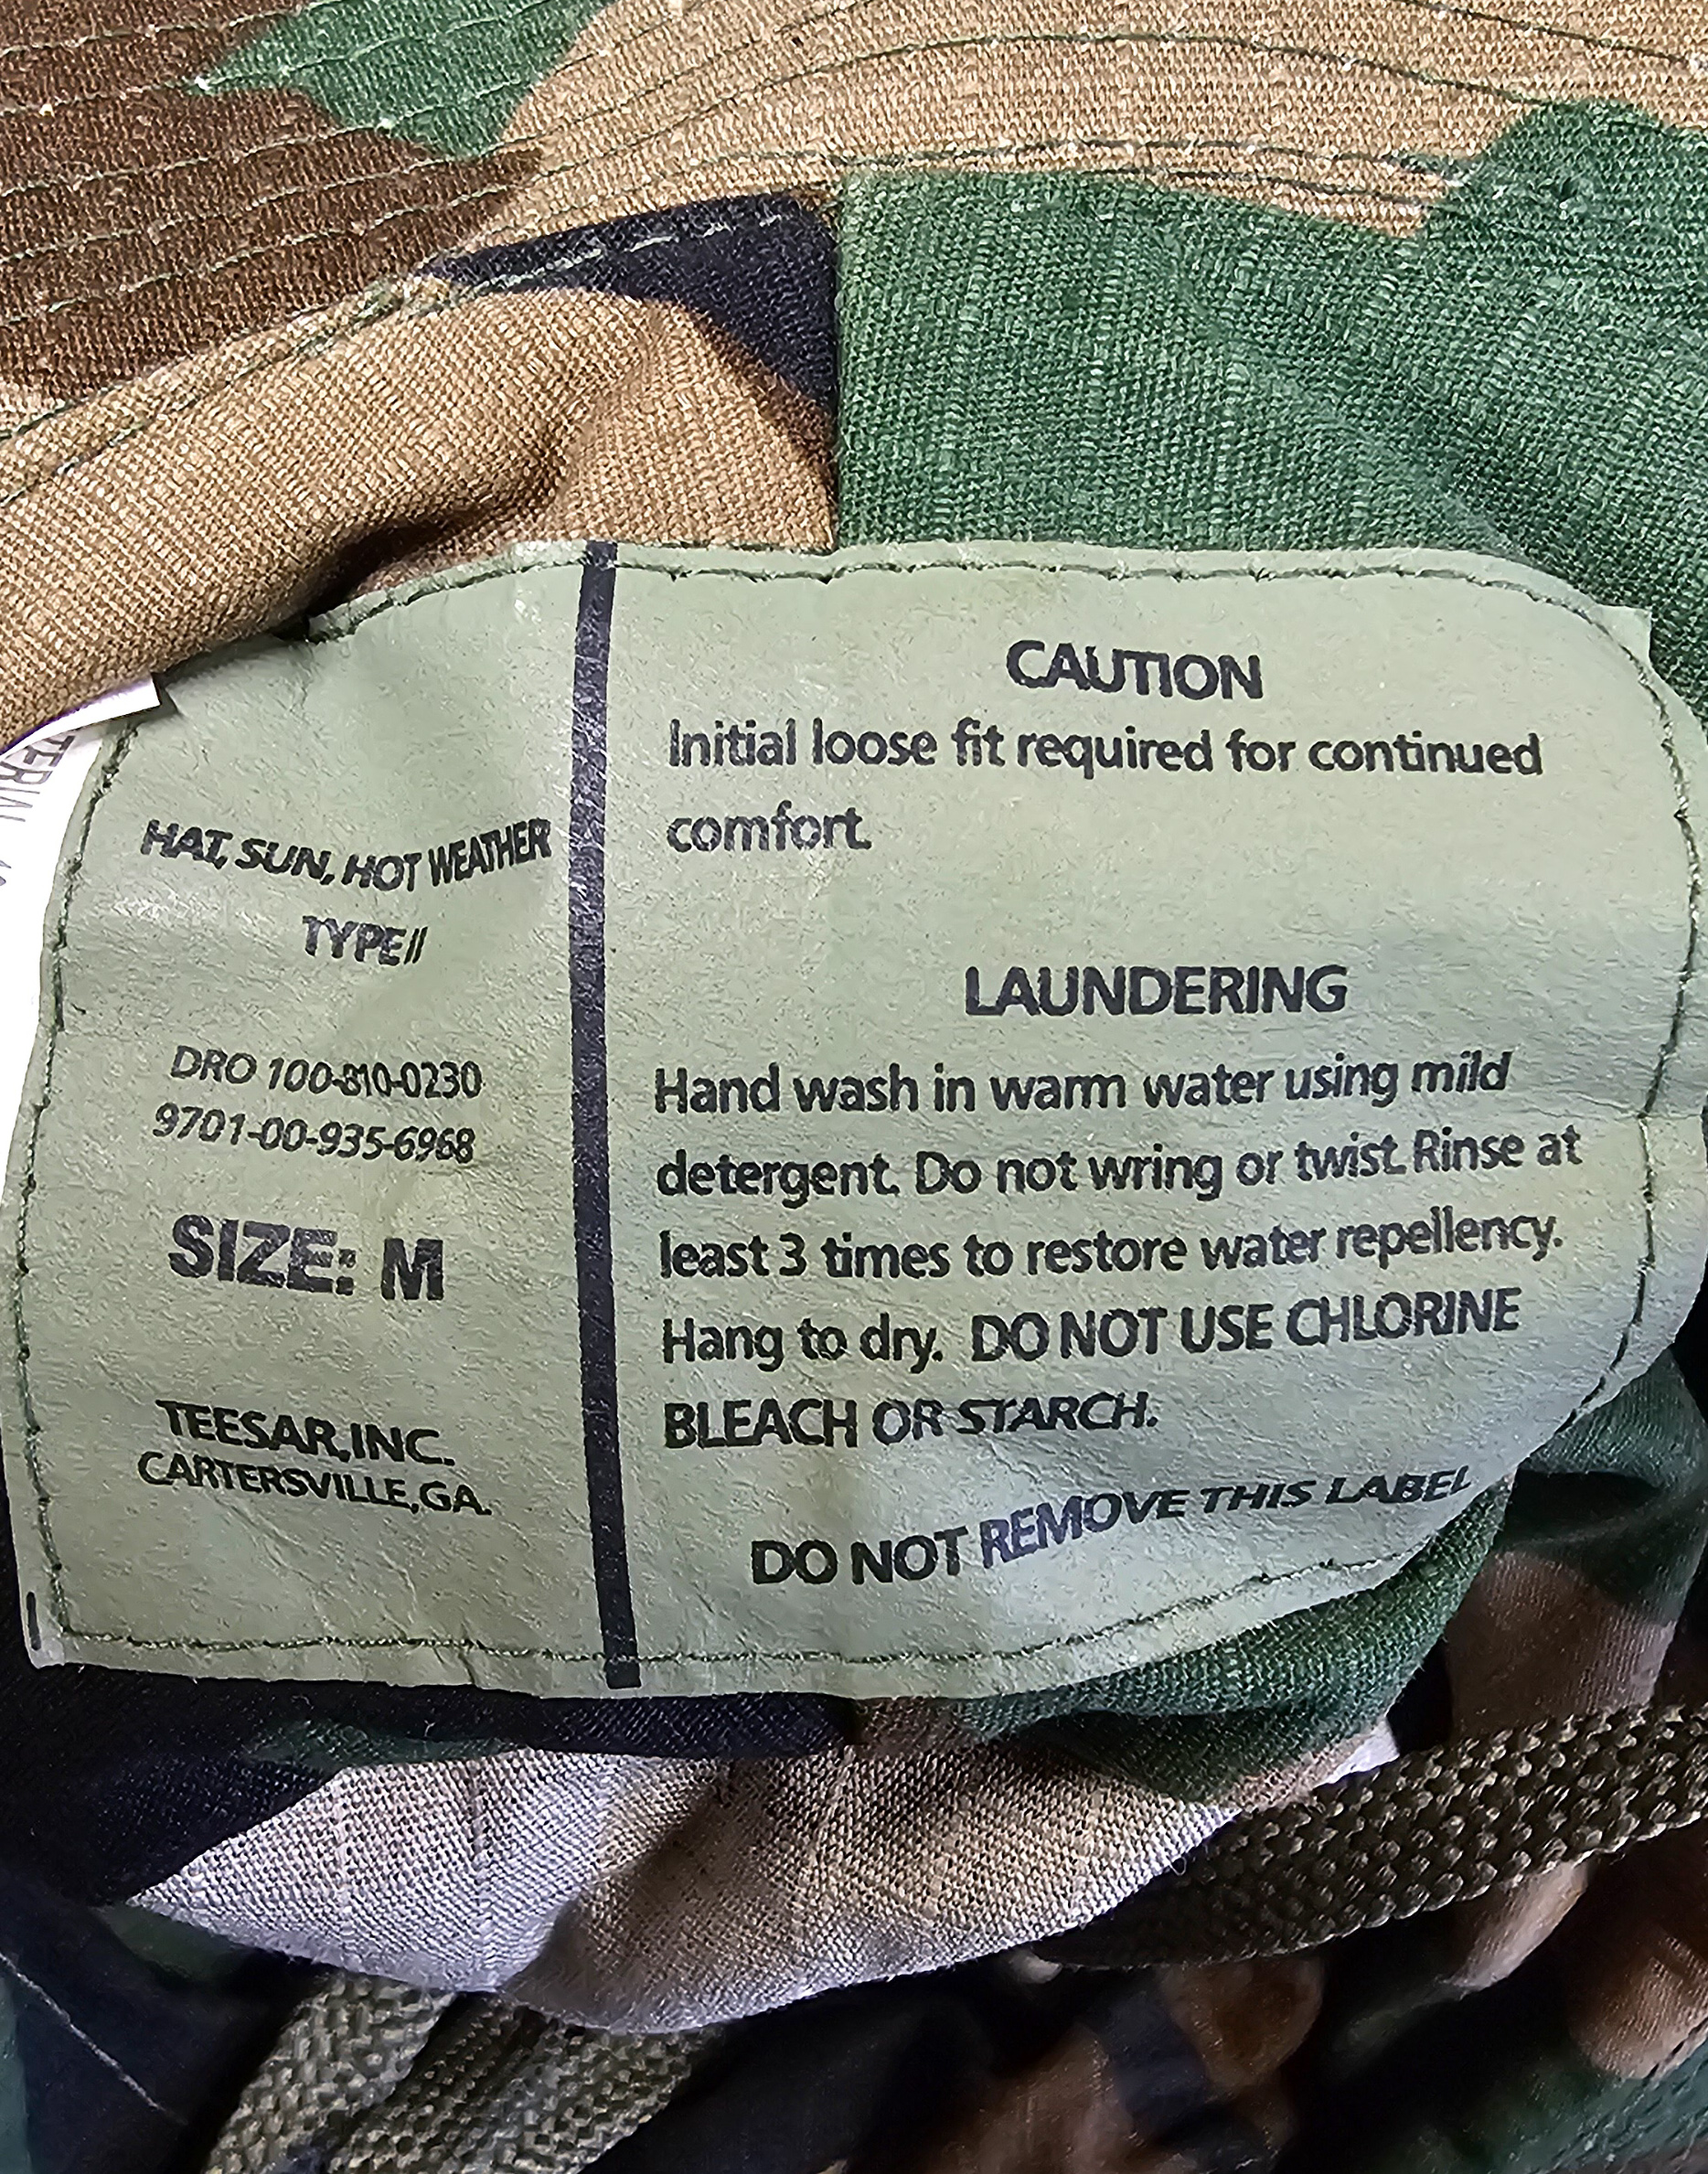 HAT, SUN, HOT WEATHER
TYPE II
DRO 100-810-0230
9701-00-935-6968
SIZE: M
TEESAR, INC.
CARTERSVILLE, GA.
CAUTION
Initial loose fit required for continued
comfort.
LAUNDERING
Hand wash in warm water using mild
detergent. Do not wring or twist. Rinse at
least 3 times to restore water repellency.
Hang to dry. DO NOT USE CHLORINE
BLEACH OR STARCH.
DO NOT REMOVE THIS LABEL